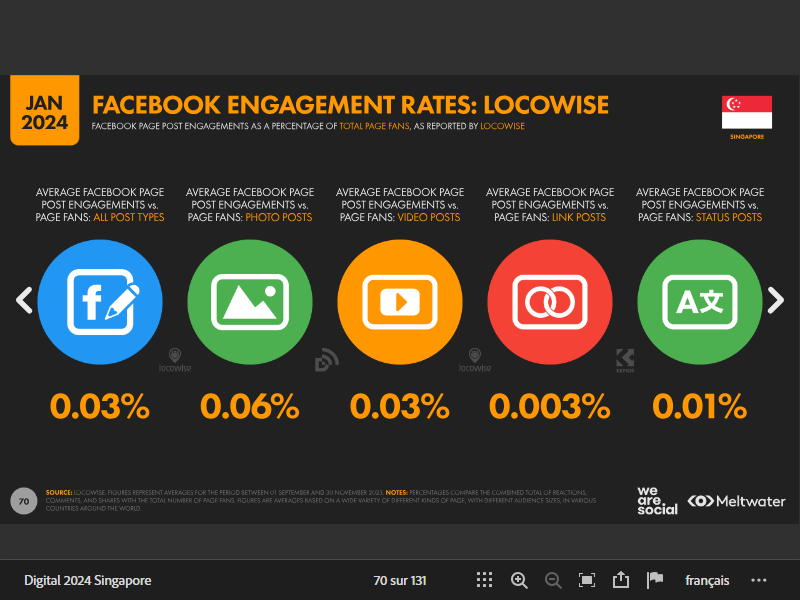 JAN
2024
FACEBOOK ENGAGEMENT RATES: LOCOWISE
FACEBOOK PAGE POST ENGAGEMENTS AS A PERCENTAGE OF TOTAL PAGE FANS, AS REPORTED BY LOCOWISE
SINGAPORE
AVERAGE FACEBOOK PAGE
POST ENGAGEMENTS vs.
PAGE FANS: ALL POST TYPES
AVERAGE FACEBOOK PAGE
POST ENGAGEMENTS vs.
PAGE FANS: PHOTO POSTS
AVERAGE FACEBOOK PAGE
POST ENGAGEMENTS vs.
PAGE FANS: VIDEO POSTS
AVERAGE FACEBOOK PAGE
POST ENGAGEMENTS vs.
PAGE FANS: LINK POSTS
AVERAGE FACEBOOK PAGE
POST ENGAGEMENTS vs.
PAGE FANS: STATUS POSTS
f
A文
locowise
locowise
KEPIOS
0.03%
0.06%
0.03%
0.003%
0.01%
70
SOURCE: LOCOWISE. FIGURES REPRESENT AVERAGES FOR THE PERIOD BETWEEN 01 SEPTEMBER AND 30 NOVEMBER 2023. NOTES: PERCENTAGES COMPARE THE COMBINED TOTAL OF REACTIONS,
COMMENTS, AND SHARES WITH THE TOTAL NUMBER OF PAGE FANS. FIGURES ARE AVERAGES BASED ON A WIDE VARIETY OF DIFFERENT KINDS OF PAGE, WITH DIFFERENT AUDIENCE SIZES, IN VARIOUS
COUNTRIES AROUND THE WORLD.
we
are
social
Meltwater
Digital 2024 Singapore
70 sur 131
français